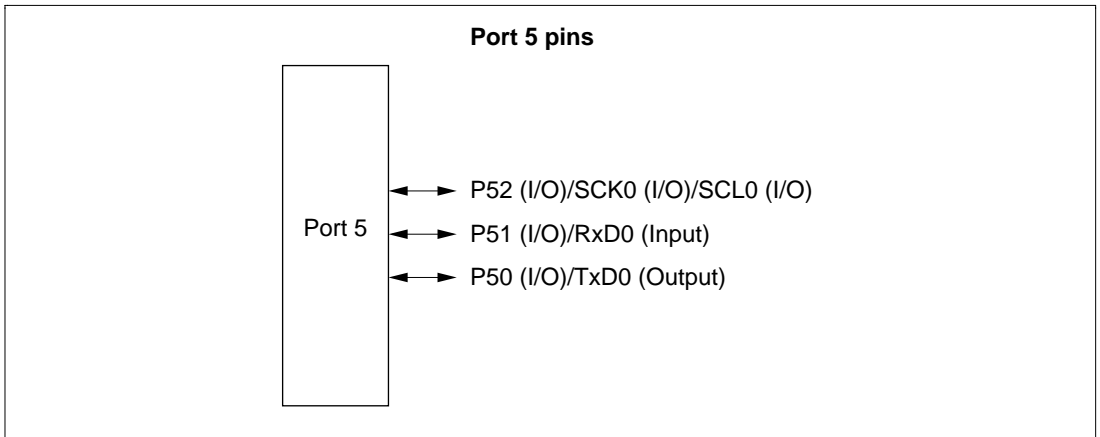 Port 5 pins
P52 (I/O)/SCK0 (I/O)/SCL0 (I/O)
Port 5
P51 (I/O)/RxD0 (Input)
P50 (I/O)/TxD0 (Output)